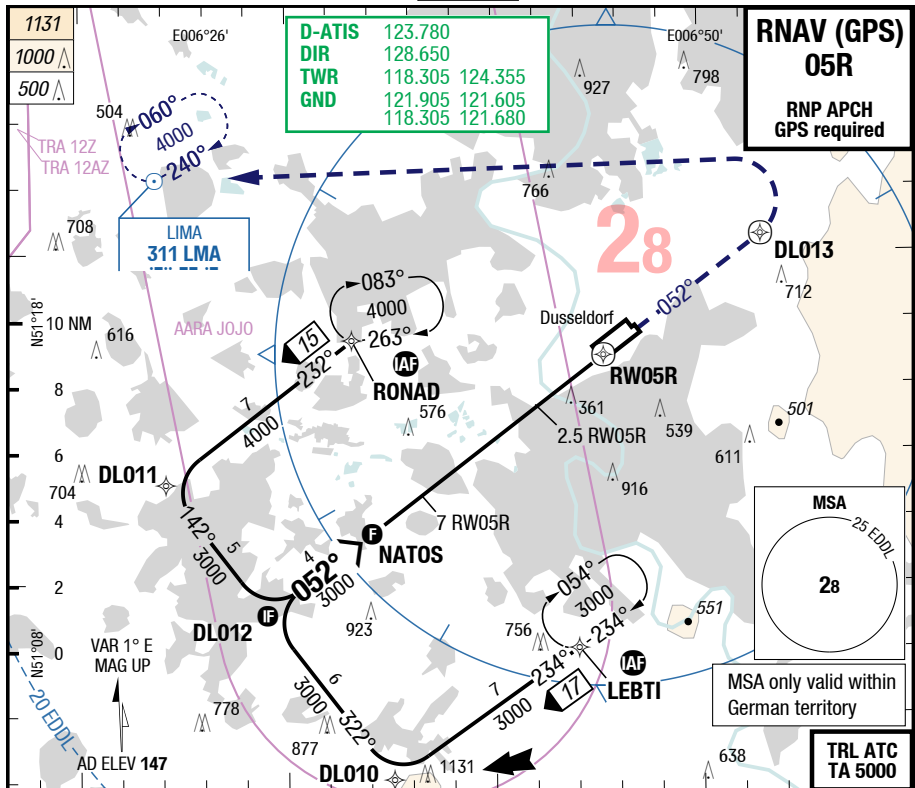 1131
1000
500
E006°26'
D-ATIS 123.780
DIR 128.650
TWR 118.305 124.355
GND 121.905 121.605
118.305 121.680
E006°50'
RNAV (GPS)
05R
RNP APCH
GPS required
927
798
504
060°
4000
240°
TRA 12Z
TRA 12AZ
766
28
708
LIMA
311 LMA
DL013
712
052°
083°
4000
263°
N51°18'
10 NM
616
AARA JOJO
15
232°
IAF
RONAD
Dusseldorf
RW05R
8
7
4000
576
361
2.5 RW05R
539
501
611
6
704
DL011
916
7 RW05R
MSA
25 EDDL
28
4
142°
5
3000
F
NATOS
4
052°
3000
054°
3000
234°
2
IF
DL012
923
756
551
N51°08'
0
VAR 1° E
MAG UP
6
3000
322°
234°
7
3000
17
IAF
LEBTI
MSA only valid within
German territory
20 EDDL
778
877
AD ELEV 147
DL010
1131
638
TRL ATC
TA 5000